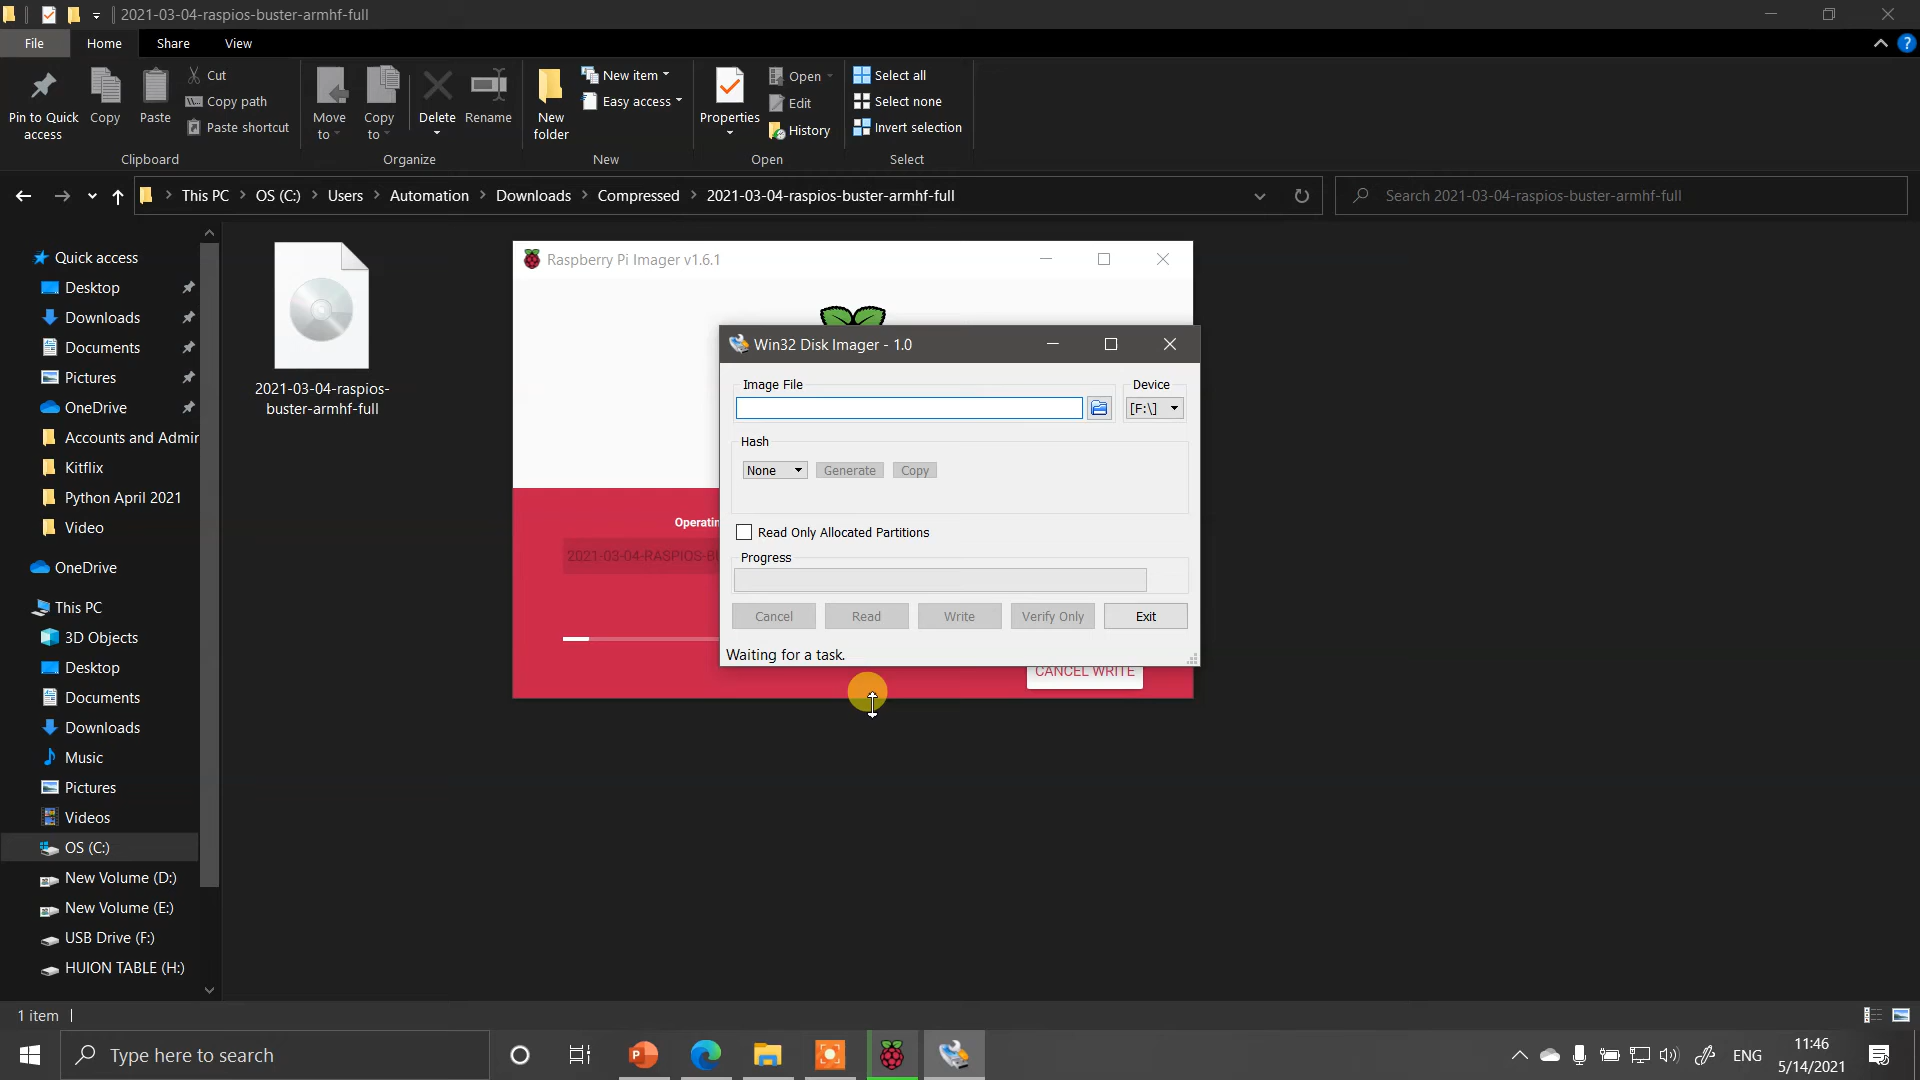 2021-03-04-raspios-buster-armhf-full
File
Home
Share
View
Pin to Quick
access
Copy
Paste
Cut
Copy path
Paste shortcut
Clipboard
Move
to
Copy
to
Delete
Rename
Organize
New
folder
New item
Easy access
New
Properties
Open
Edit
History
Open
Select all
Select none
Invert selection
Select
This PC
OS (C:)
Users
Automation
Downloads
Compressed
2021-03-04-raspios-buster-armhf-full
Search 2021-03-04-raspios-buster-armhf-full
Quick access
Desktop
Downloads
Documents
Pictures
OneDrive
Accounts and Admir
Kitflix
Python April 2021
Video
OneDrive
This PC
3D Objects
Desktop
Documents
Downloads
Music
Pictures
Videos
OS (C:)
New Volume (D:)
New Volume (E:)
USB Drive (F:)
HUION TABLE (H:)
2021-03-04-raspios-
buster-armhf-full
Raspberry Pi Imager v1.6.1
Operatin
2021-03-04-RASPIOS-B
CANCEL WRITE
Win32 Disk Imager - 1.0
Image File
Device
[F:\]
Hash
None
Generate
Copy
Read Only Allocated Partitions
Progress
Cancel
Read
Write
Verify Only
Exit
Waiting for a task.
1 item
Type here to search
ENG
11:46
5/14/2021